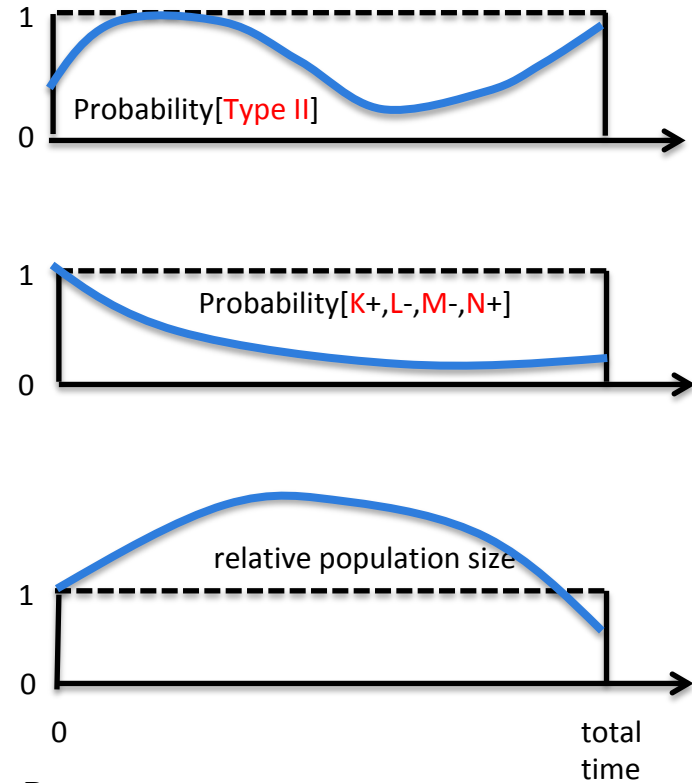 1
Probability[Type II]
0
1
Probability[K+,L-,M-,N+]
0
relative population size
1
0
0
total
time